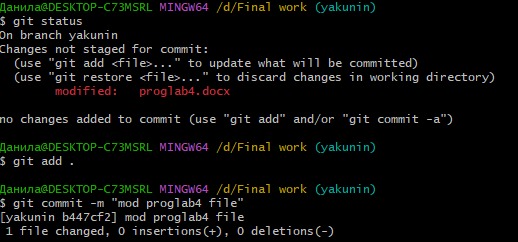 Данила@DESKTOP-C73MSRL MINGW64 /d/Final work (yakunin)
$ git status
On branch yakunin
Changes not staged for commit:
  (use "git add <file>..." to update what will be committed)
  (use "git restore <file>..." to discard changes in working directory)
        modified:   proglab4.docx

no changes added to commit (use "git add" and/or "git commit -a")

Данила@DESKTOP-C73MSRL MINGW64 /d/Final work (yakunin)
$ git add .

Данила@DESKTOP-C73MSRL MINGW64 /d/Final work (yakunin)
$ git commit -m "mod proglab4 file"
[yakunin b447cf2] mod proglab4 file
 1 file changed, 0 insertions(+), 0 deletions(-)